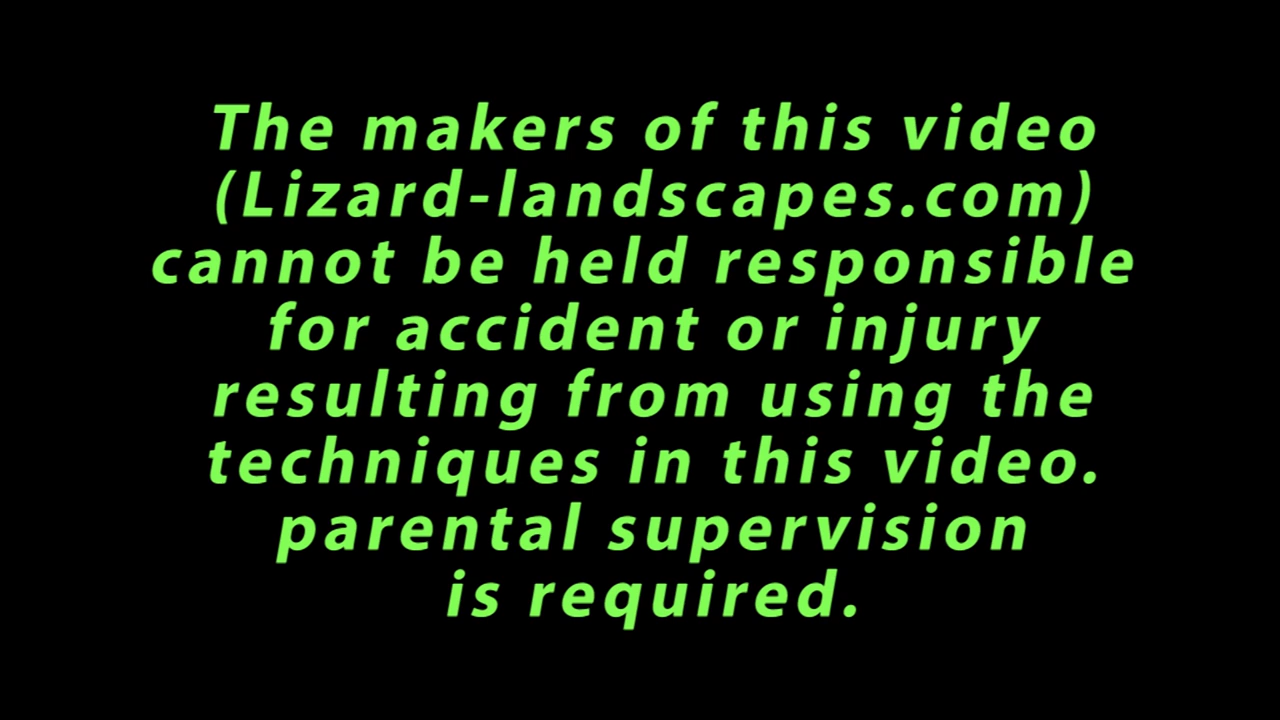 The makers of this video
(Lizard-landscapes.com)
cannot be held responsible
for accident or injury
resulting from using the
techniques in this video.
parental supervision
is required.